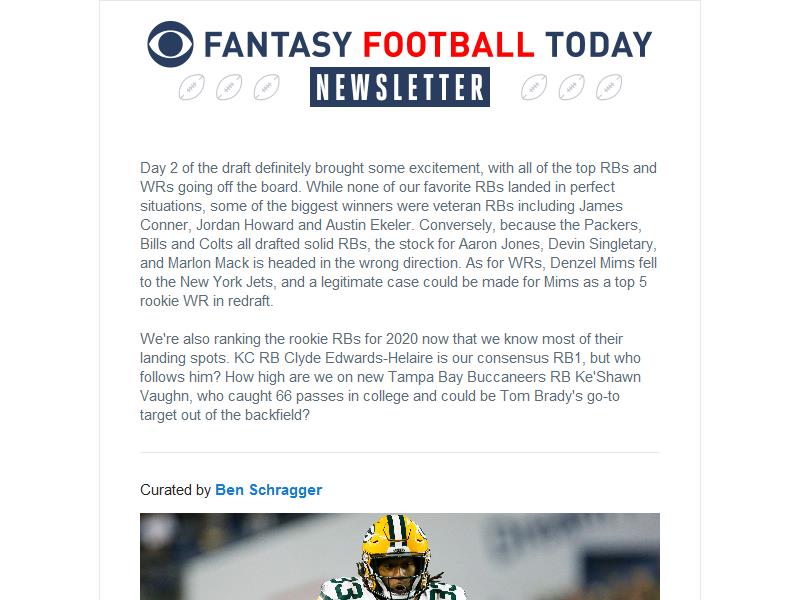 FANTASY FOOTBALL TODAY
NEWSLETTER
Day 2 of the draft definitely brought some excitement, with all of the top RBs and
WRs going off the board. While none of our favorite RBs landed in perfect
situations, some of the biggest winners were veteran RBs including James
Conner, Jordan Howard and Austin Ekeler. Conversely, because the Packers,
Bills and Colts all drafted solid RBs, the stock for Aaron Jones, Devin Singletary,
and Marlon Mack is headed in the wrong direction. As for WRs, Denzel Mims fell
to the New York Jets, and a legitimate case could be made for Mims as a top 5
rookie WR in redraft.
We're also ranking the rookie RBs for 2020 now that we know most of their
landing spots. KC RB Clyde Edwards-Helaire is our consensus RB1, but who
follows him? How high are we on new Tampa Bay Buccaneers RB Ke'Shawn
Vaughn, who caught 66 passes in college and could be Tom Brady's go-to
target out of the backfield?
Curated by Ben Schragger
33